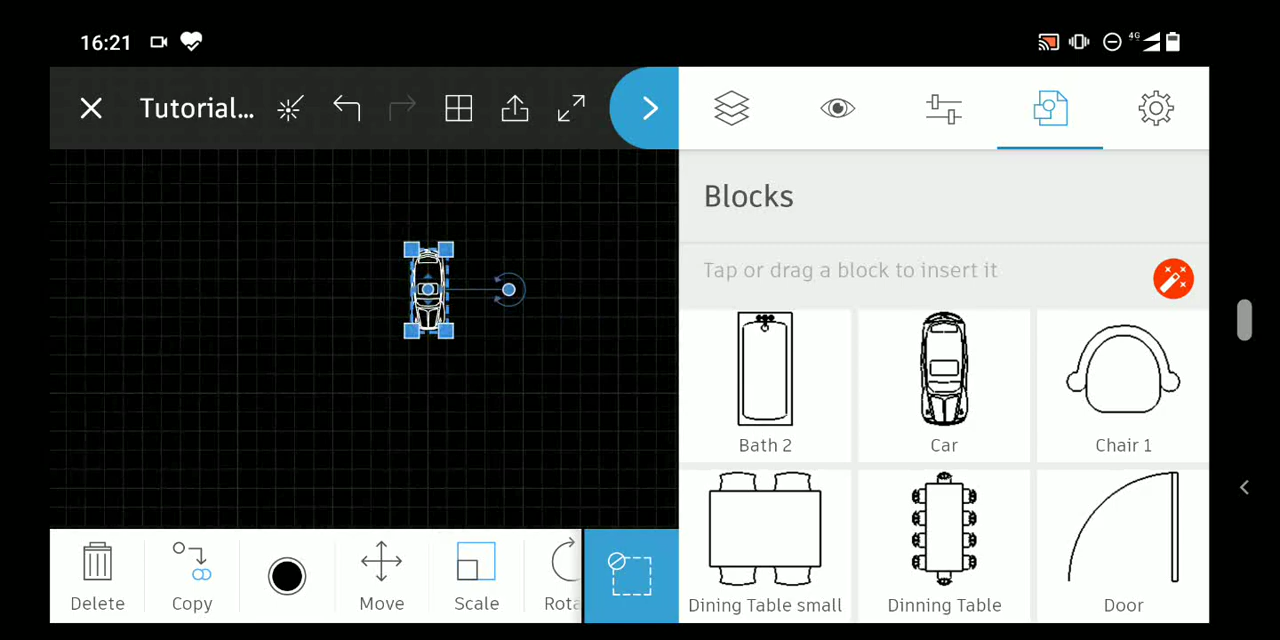 16:21
4G
Tutorial...
Blocks
Tap or drag a block to insert it
Bath 2
Car
Chair 1
Dining Table small
Dinning Table
Door
Delete
Copy
Move
Scale
Rota